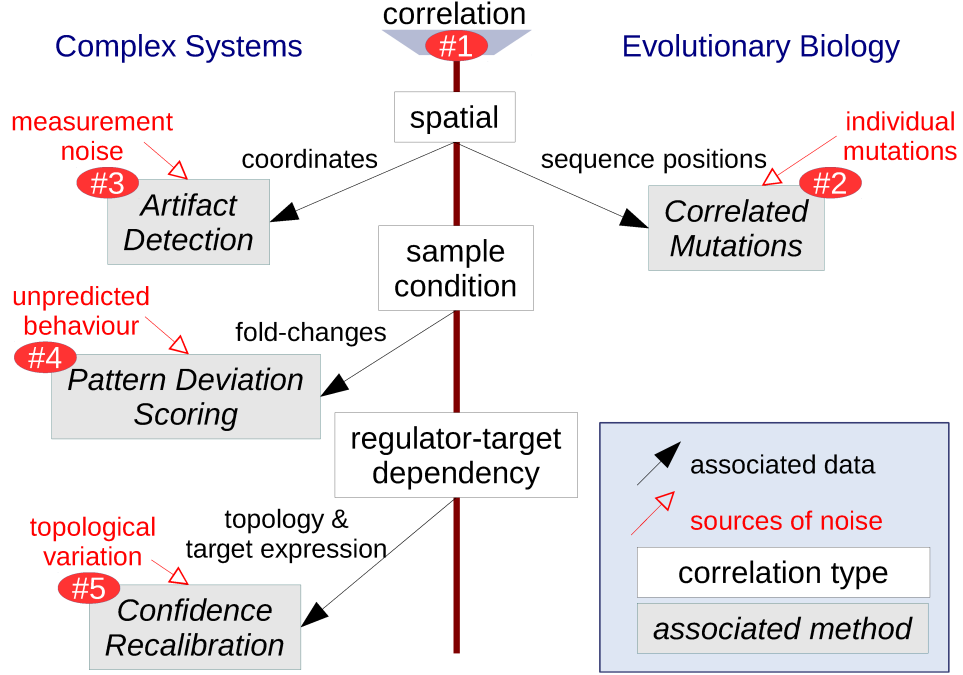 correlation
#1
Complex Systems
Evolutionary Biology
spatial
measurement
noise
#3
coordinates
sequence positions
individual
mutations
#2
Artifact
Detection
Correlated
Mutations
sample
condition
unpredicted
behaviour
#4
fold-changes
Pattern Deviation
Scoring
regulator-target
dependency
topological
variation
#5
topology &
target expression
Confidence
Recalibration
associated data
sources of noise
correlation type
associated method